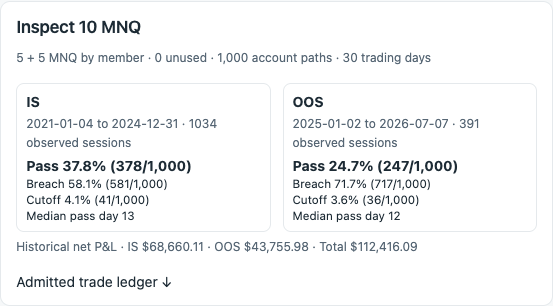 Inspect 10 MNQ
5 + 5 MNQ by member · 0 unused · 1,000 account paths · 30 trading days
IS
2021-01-04 to 2024-12-31 · 1034
observed sessions
Pass 37.8% (378/1,000)
Breach 58.1% (581/1,000)
Cutoff 4.1% (41/1,000)
Median pass day 13
OOS
2025-01-02 to 2026-07-07 · 391
observed sessions
Pass 24.7% (247/1,000)
Breach 71.7% (717/1,000)
Cutoff 3.6% (36/1,000)
Median pass day 12
Historical net P&L · IS $68,660.11 · OOS $43,755.98 · Total $112,416.09
Admitted trade ledger ↓